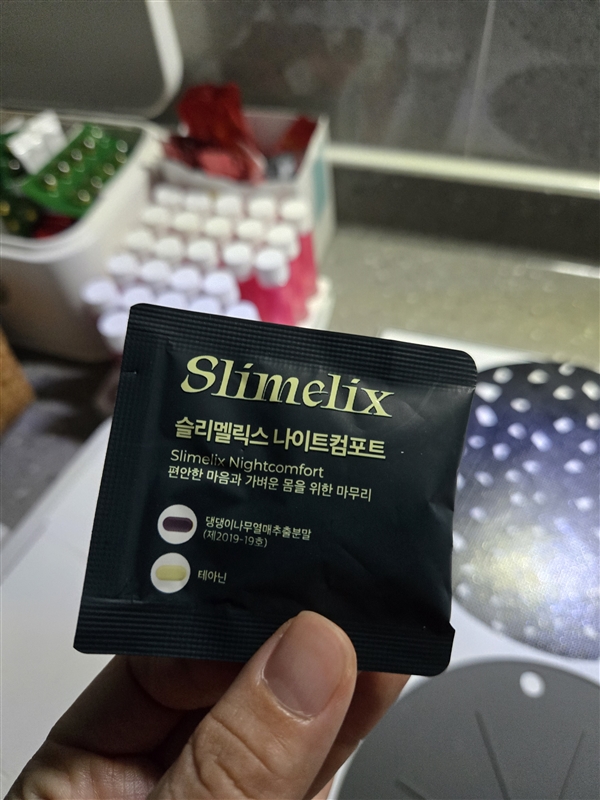 Slimelix
슬리멜릭스 나이트컴포트
Slimelix Nightcomfort
편안한 마음과 가벼운 몸을 위한 마무리
댕댕이나무열매추출분말
(제2019-19호)
테아닌